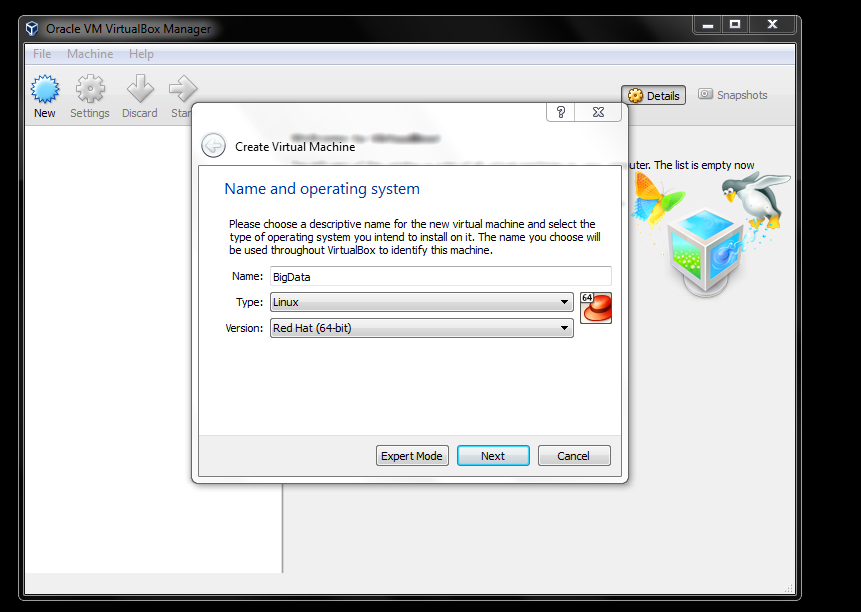 Oracle VM VirtualBox Manager
File Machine Help
New Settings Discard Star
Details Snapshots
uter. The list is empty now
Create Virtual Machine
Name and operating system
Please choose a descriptive name for the new virtual machine and select the
type of operating system you intend to install on it. The name you choose will
be used throughout VirtualBox to identify this machine.
Name: BigData
Type: Linux
64
Version: Red Hat (64-bit)
Expert Mode Next Cancel